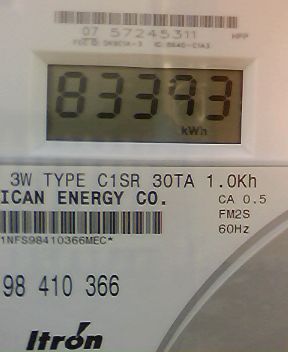 07 57245311 HPP
83393
kWh
3W TYPE C1SR 30TA 1.0Kh
ICAN ENERGY CO. CA 0.5
FM2S
1NFS98410366MEC* 60Hz
98 410 366
Itron